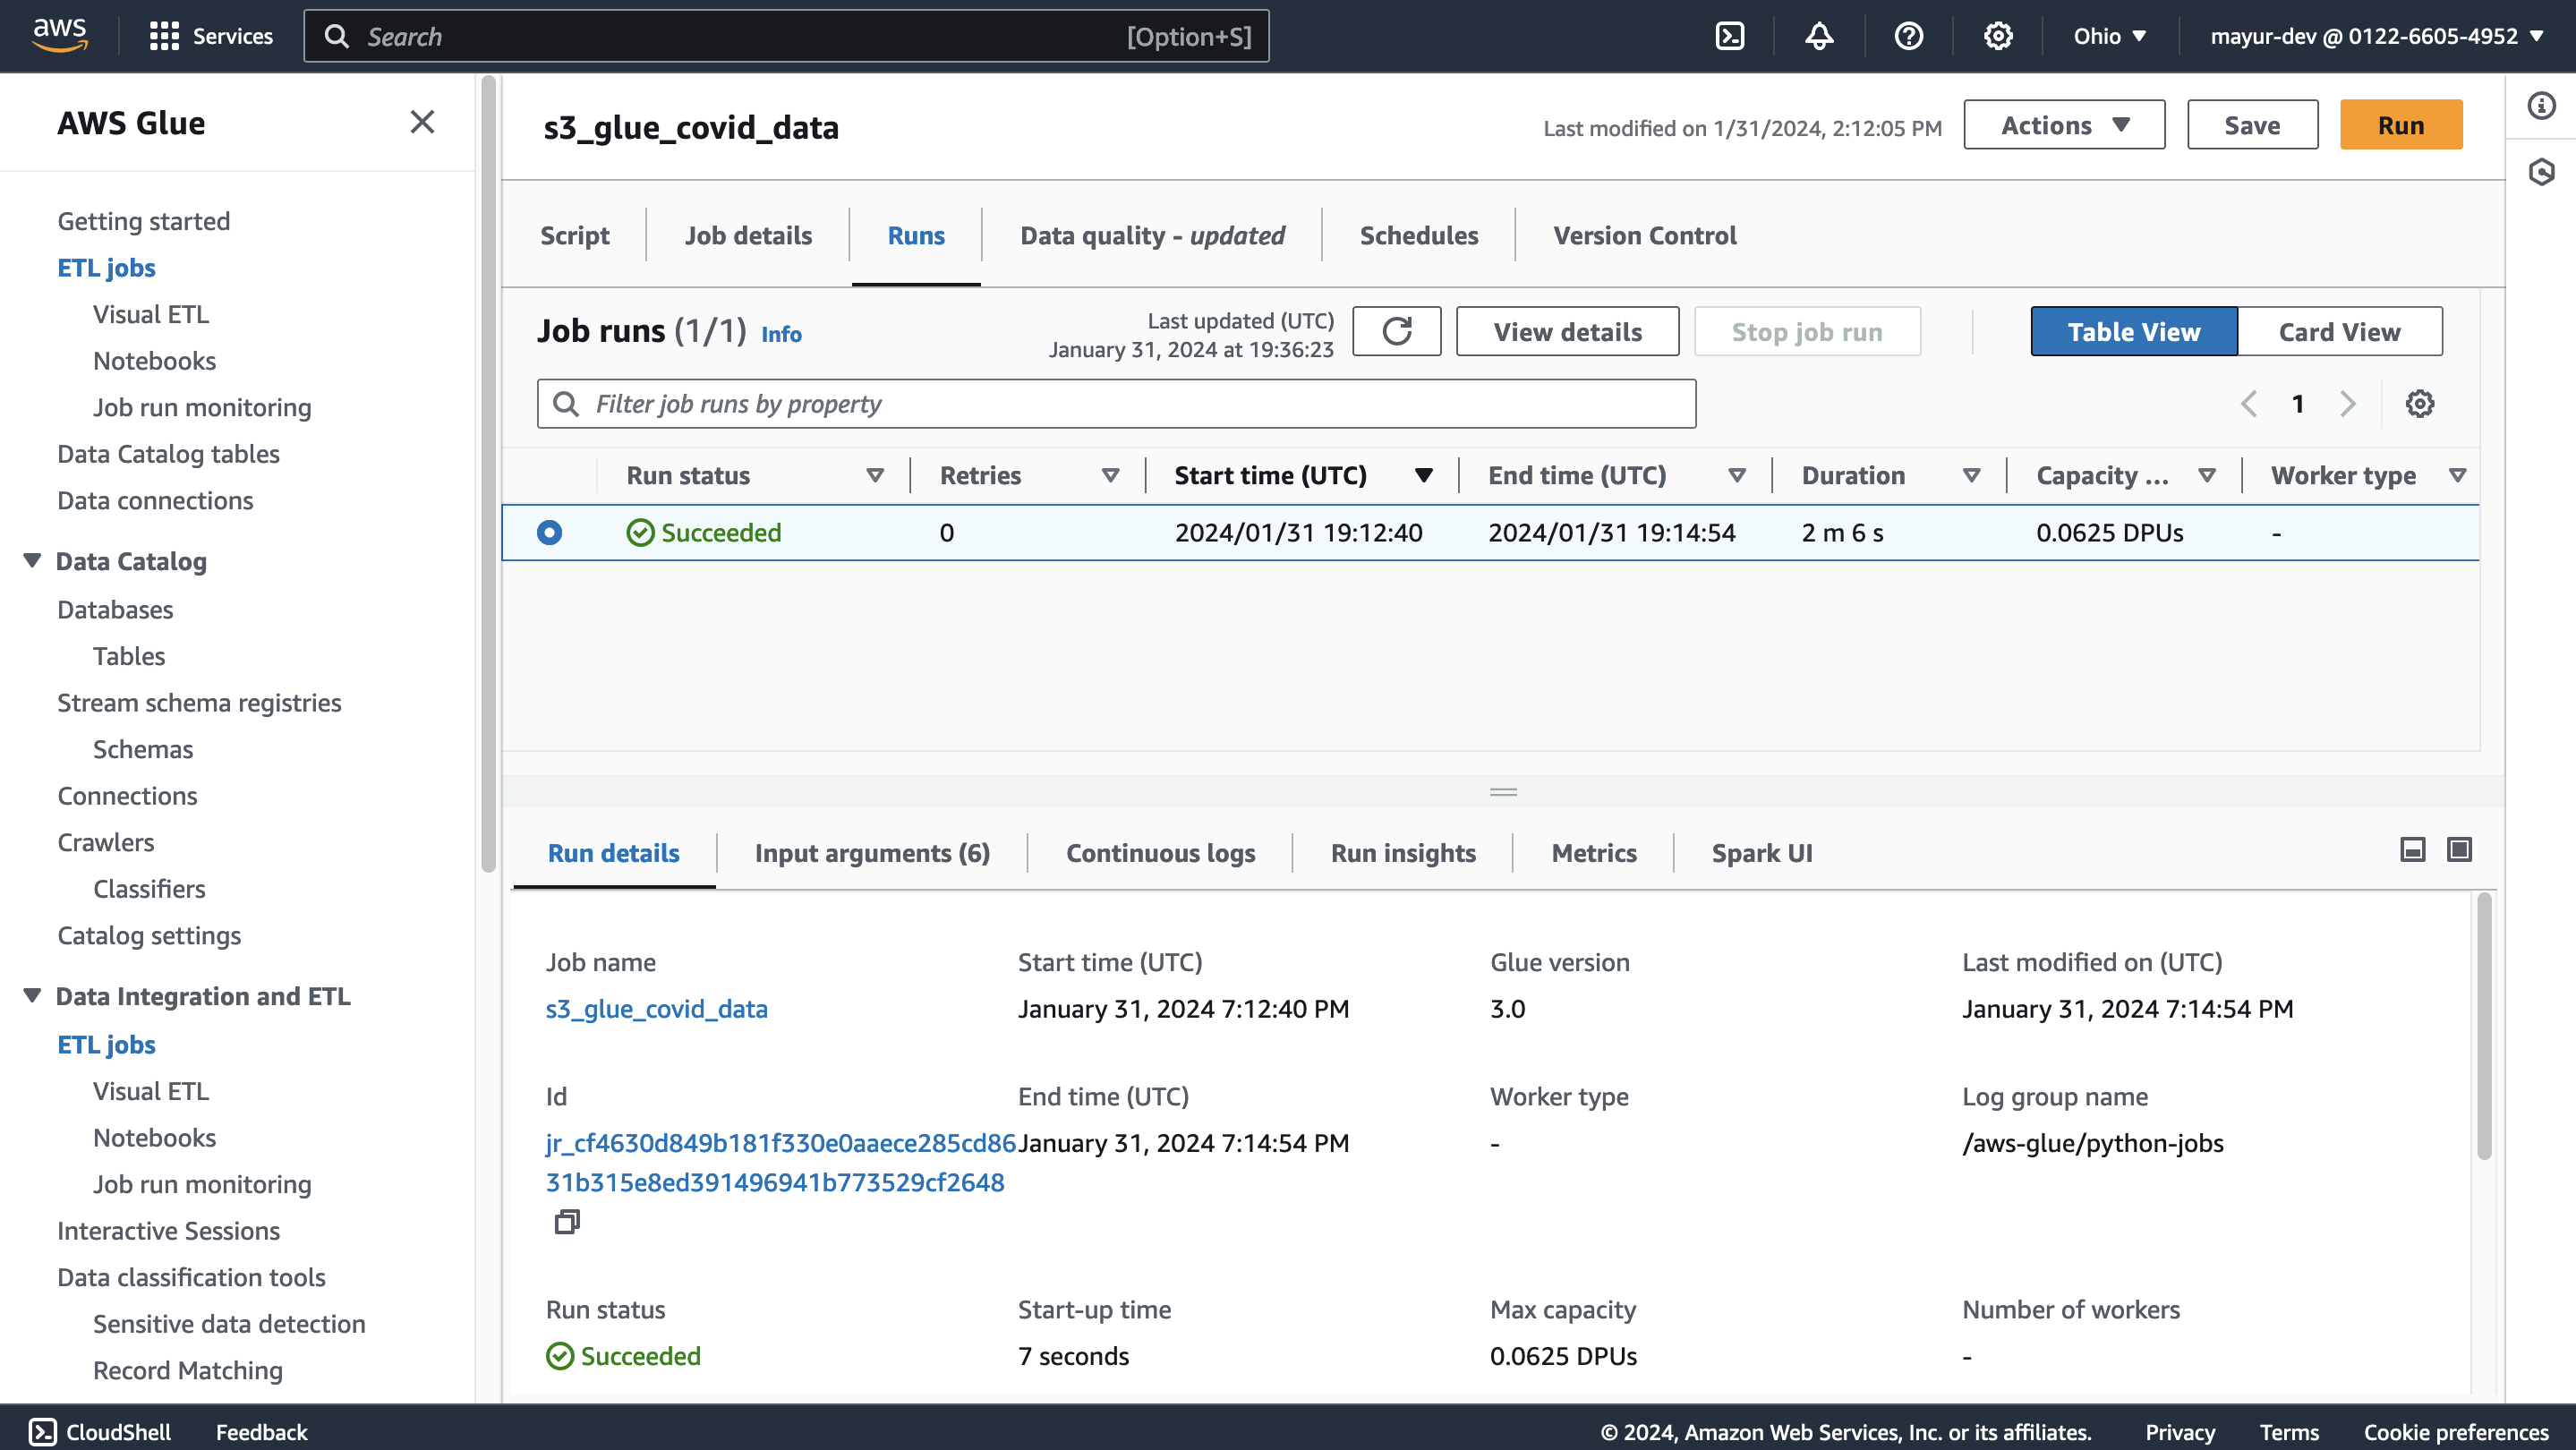 aws
Services
Search
[Option+S]
Ohio
mayur-dev @ 0122-6605-4952
AWS Glue
Getting started
ETL jobs
Visual ETL
Notebooks
Job run monitoring
Data Catalog tables
Data connections
Data Catalog
Databases
Tables
Stream schema registries
Schemas
Connections
Crawlers
Classifiers
Catalog settings
Data Integration and ETL
ETL jobs
Visual ETL
Notebooks
Job run monitoring
Interactive Sessions
Data classification tools
Sensitive data detection
Record Matching
s3_glue_covid_data
Last modified on 1/31/2024, 2:12:05 PM
Actions
Save
Run
Script
Job details
Runs
Data quality - updated
Schedules
Version Control
Job runs (1/1) Info
Last updated (UTC)
January 31, 2024 at 19:36:23
View details
Stop job run
Table View
Card View
Filter job runs by property
1
Run status
Retries
Start time (UTC)
End time (UTC)
Duration
Capacity ...
Worker type
Succeeded
0
2024/01/31 19:12:40
2024/01/31 19:14:54
2 m 6 s
0.0625 DPUs
-
Run details
Input arguments (6)
Continuous logs
Run insights
Metrics
Spark UI
Job name
s3_glue_covid_data
Start time (UTC)
January 31, 2024 7:12:40 PM
Glue version
3.0
Last modified on (UTC)
January 31, 2024 7:14:54 PM
Id
jr_cf4630d849b181f330e0aaece285cd86
31b315e8ed391496941b773529cf2648
End time (UTC)
January 31, 2024 7:14:54 PM
Worker type
-
Log group name
/aws-glue/python-jobs
Run status
Succeeded
Start-up time
7 seconds
Max capacity
0.0625 DPUs
Number of workers
-
CloudShell
Feedback
© 2024, Amazon Web Services, Inc. or its affiliates.
Privacy
Terms
Cookie preferences